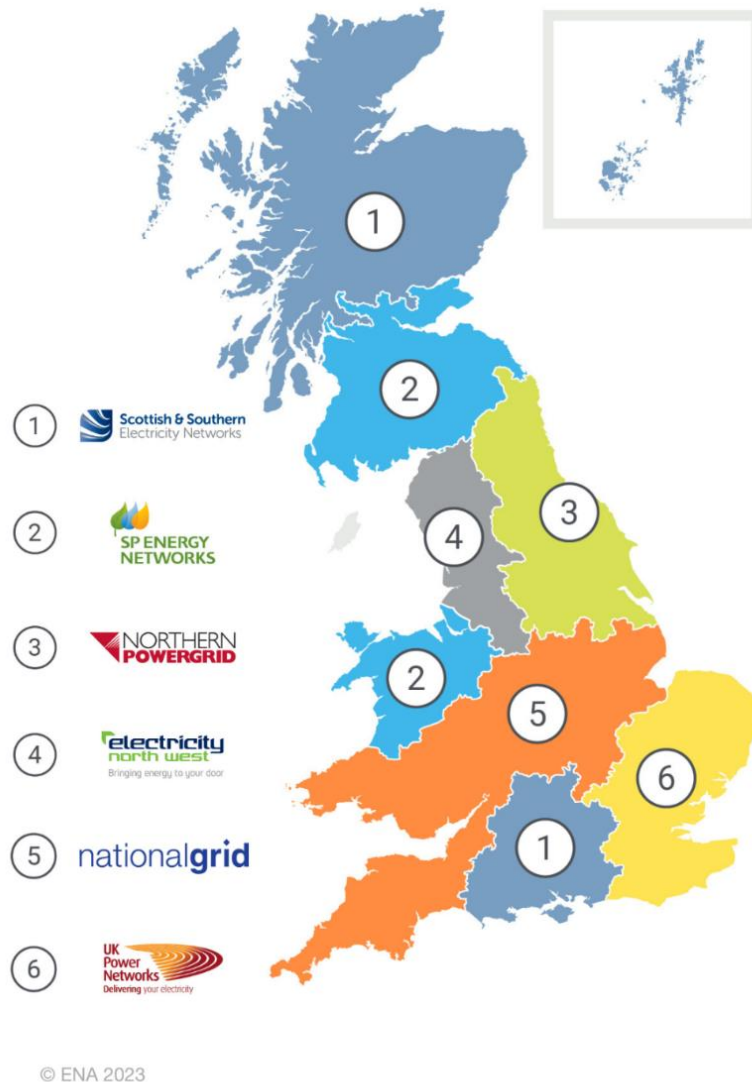 1
2
3
4
2
5
6
1
1
Scottish & Southern
Electricity Networks
2
SP ENERGY
NETWORKS
3
NORTHERN
POWERGRID
4
electricity
north west
Bringing energy to your door
5
nationalgrid
6
UK
Power
Networks
Delivering your electricity
© ENA 2023